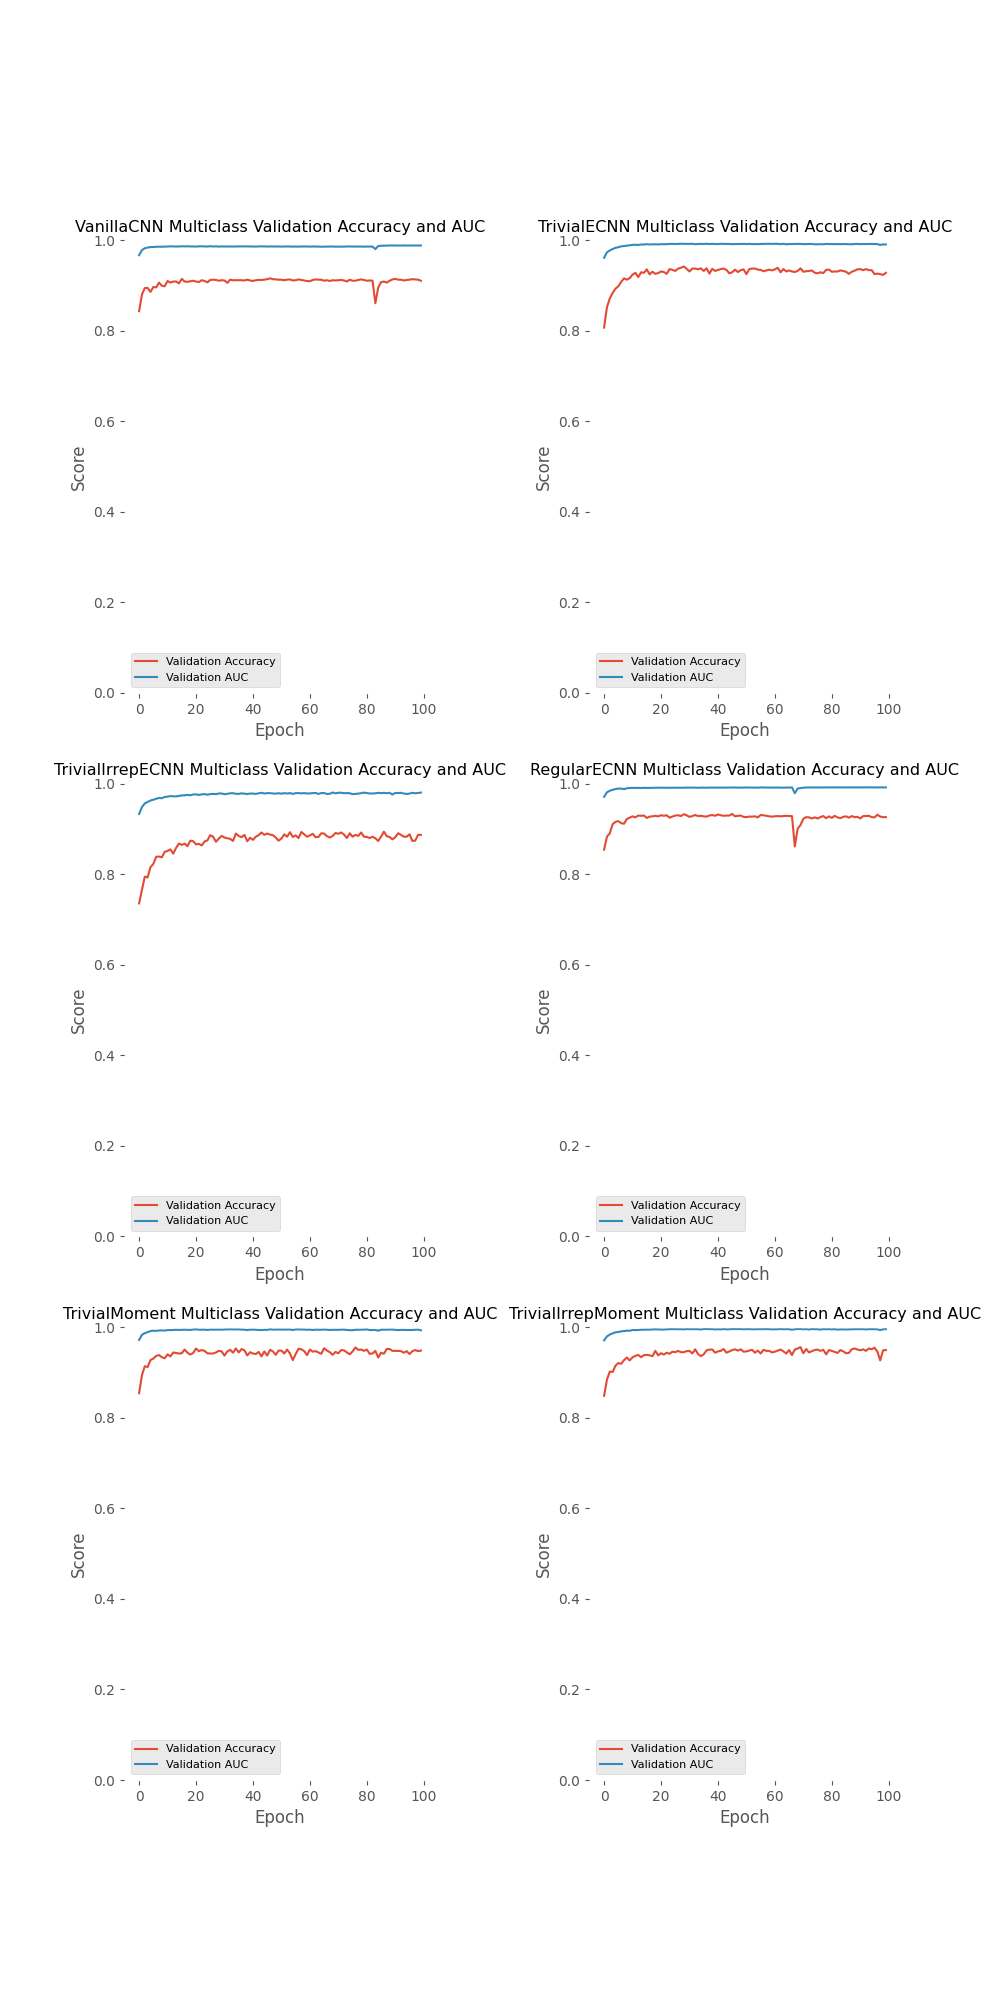 VanillaCNN Multiclass Validation Accuracy and AUC
1.0
0.8
0.6
0.4
0.2
0.0
Score
Validation Accuracy
Validation AUC
0 20 40 60 80 100
Epoch
TrivialECNN Multiclass Validation Accuracy and AUC
1.0
0.8
0.6
0.4
0.2
0.0
Score
Validation Accuracy
Validation AUC
0 20 40 60 80 100
Epoch
TrivialIrrepECNN Multiclass Validation Accuracy and AUC
1.0
0.8
0.6
0.4
0.2
0.0
Score
Validation Accuracy
Validation AUC
0 20 40 60 80 100
Epoch
RegularECNN Multiclass Validation Accuracy and AUC
1.0
0.8
0.6
0.4
0.2
0.0
Score
Validation Accuracy
Validation AUC
0 20 40 60 80 100
Epoch
TrivialMoment Multiclass Validation Accuracy and AUC
1.0
0.8
0.6
0.4
0.2
0.0
Score
Validation Accuracy
Validation AUC
0 20 40 60 80 100
Epoch
TrivialIrrepMoment Multiclass Validation Accuracy and AUC
1.0
0.8
0.6
0.4
0.2
0.0
Score
Validation Accuracy
Validation AUC
0 20 40 60 80 100
Epoch